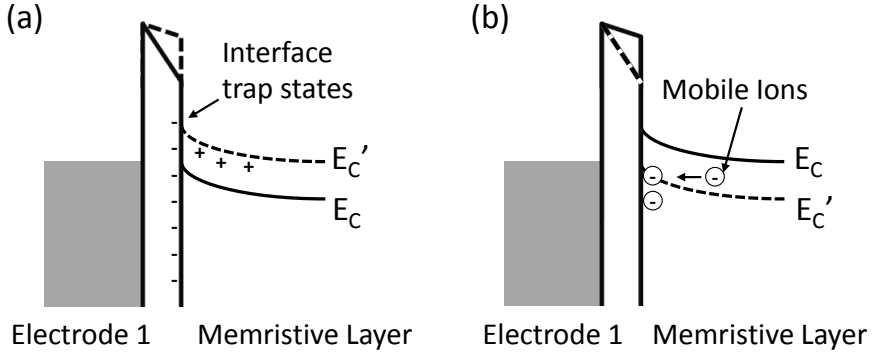 (a)
Interface
trap states
-
-
-
-
-
-
-
+ + +
E_C'
E_C
Electrode 1 Memristive Layer
(b)
Mobile Ions
-
-
-
E_C
E_C'
Electrode 1 Memristive Layer